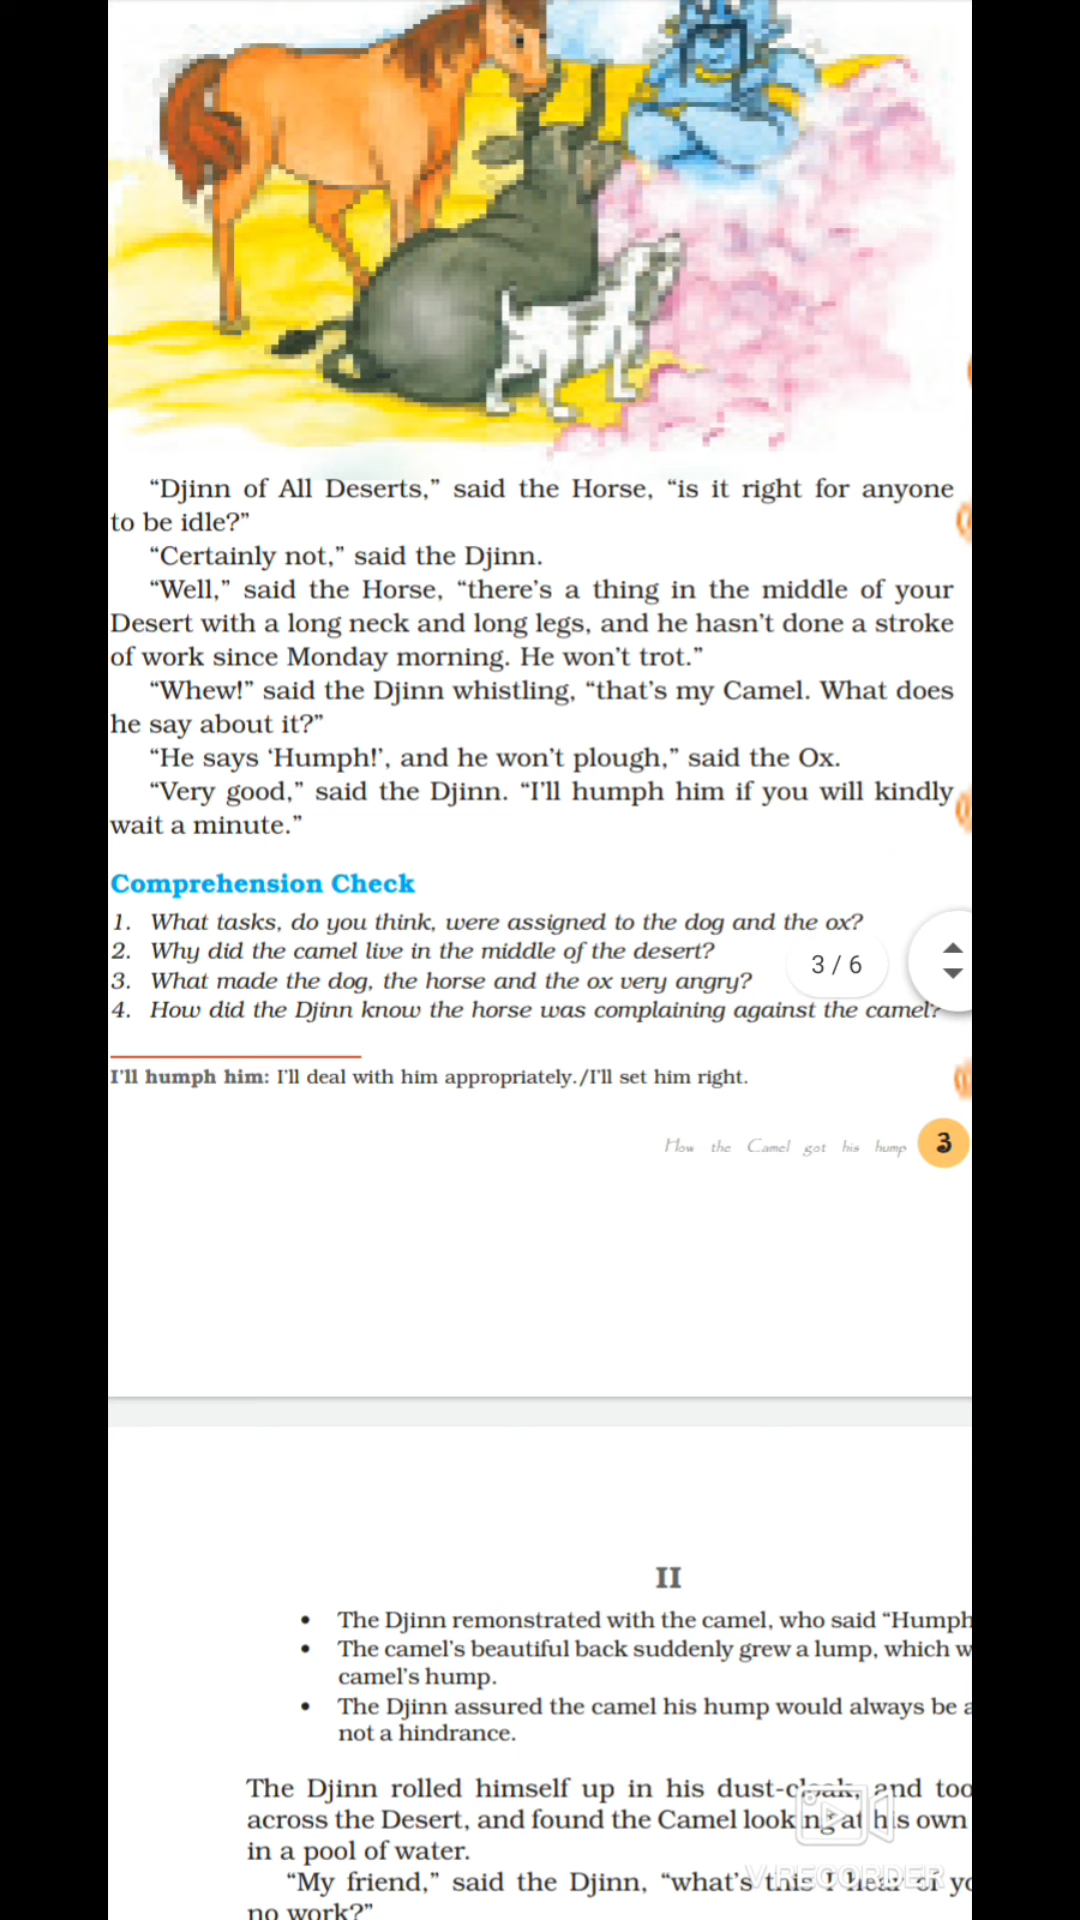 “Djinn of All Deserts,” said the Horse, “is it right for anyone
to be idle?”
“Certainly not,” said the Djinn.
“Well,” said the Horse, “there’s a thing in the middle of your
Desert with a long neck and long legs, and he hasn’t done a stroke
of work since Monday morning. He won’t trot.”
“Whew!” said the Djinn whistling, “that’s my Camel. What does
he say about it?”
“He says ‘Humph!’, and he won’t plough,” said the Ox.
“Very good,” said the Djinn. “I’ll humph him if you will kindly
wait a minute.”
Comprehension Check
1. What tasks, do you think, were assigned to the dog and the ox?
2. Why did the camel live in the middle of the desert?
3 / 6
3. What made the dog, the horse and the ox very angry?
4. How did the Djinn know the horse was complaining against the camel?
I’ll humph him: I’ll deal with him appropriately./I’ll set him right.
How the Camel got his hump 3
II
• The Djinn remonstrated with the camel, who said “Humph
• The camel’s beautiful back suddenly grew a lump, which w
camel’s hump.
• The Djinn assured the camel his hump would always be a
not a hindrance.
The Djinn rolled himself up in his dust-cloak, and too
across the Desert, and found the Camel looking at his own
in a pool of water.
“My friend,” said the Djinn, “what’s this I hear of yo
no work?”
V RECORDER